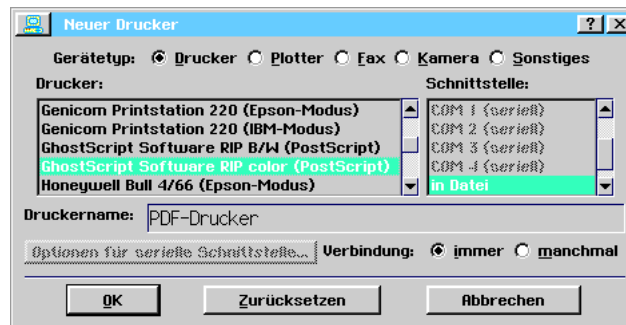 Neuer Drucker ? X
Gerätetyp: Drucker Plotter Fax Kamera Sonstiges
Drucker: Schnittstelle:
Genicom Printstation 220 (Epson-Modus) COM 1 (seriell)
Genicom Printstation 220 (IBM-Modus) COM 2 (seriell)
GhostScript Software RIP B/W (PostScript) COM 3 (seriell)
GhostScript Software RIP color (PostScript) COM 4 (seriell)
Honeywell Bull 4/66 (Epson-Modus) in Datei
Druckername: PDF-Drucker
Optionen für serielle Schnittstelle... Verbindung: immer manchmal
OK Zurücksetzen Abbrechen